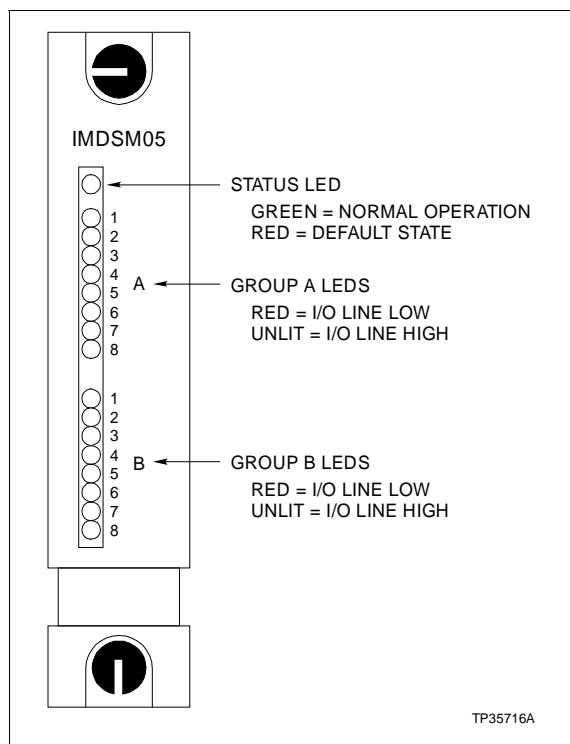 IMDSM05
STATUS LED
GREEN = NORMAL OPERATION
RED = DEFAULT STATE
1
2
3
4
5
6
7
8
A
GROUP A LEDS
RED = I/O LINE LOW
UNLIT = I/O LINE HIGH
1
2
3
4
5
6
7
8
B
GROUP B LEDS
RED = I/O LINE LOW
UNLIT = I/O LINE HIGH
TP35716A